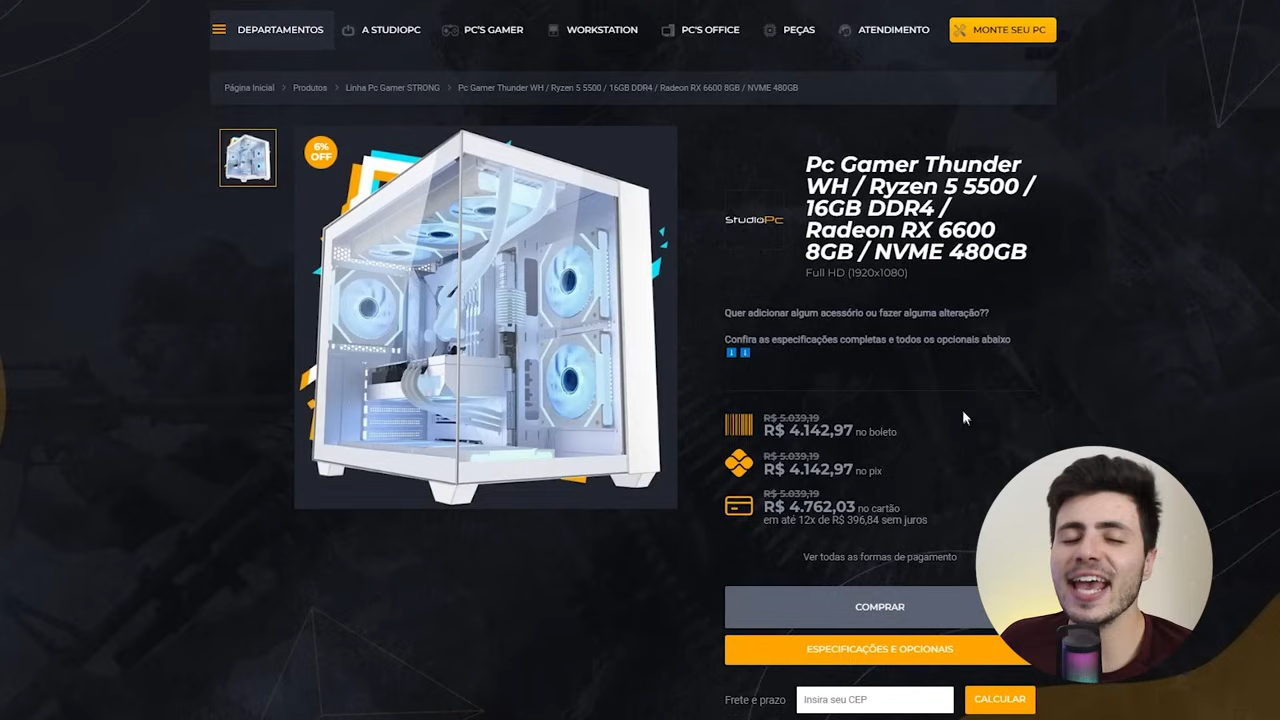 DEPARTAMENTOS
A STUDIOPC
PC'S GAMER
WORKSTATION
PC'S OFFICE
PEÇAS
ATENDIMENTO
MONTE SEU PC
Página Inicial > Produtos > Linha Pc Gamer STRONG > Pc Gamer Thunder WH / Ryzen 5 5500 / 16GB DDR4 / Radeon RX 6600 8GB / NVME 480GB
6%
OFF
StudioPc
Pc Gamer Thunder
WH / Ryzen 5 5500 /
16GB DDR4 /
Radeon RX 6600
8GB / NVME 480GB
Full HD (1920x1080)
Quer adicionar algum acessório ou fazer alguma alteração??
Confira as especificações completas e todos os opcionais abaixo
R$ 5.039,19
R$ 4.142,97 no boleto
R$ 5.039,19
R$ 4.142,97 no pix
R$ 5.039,19
R$ 4.762,03 no cartão
em até 12x de R$ 396,84 sem juros
Ver todas as formas de pagamento
COMPRAR
ESPECIFICAÇÕES E OPCIONAIS
Frete e prazo
Insira seu CEP
CALCULAR